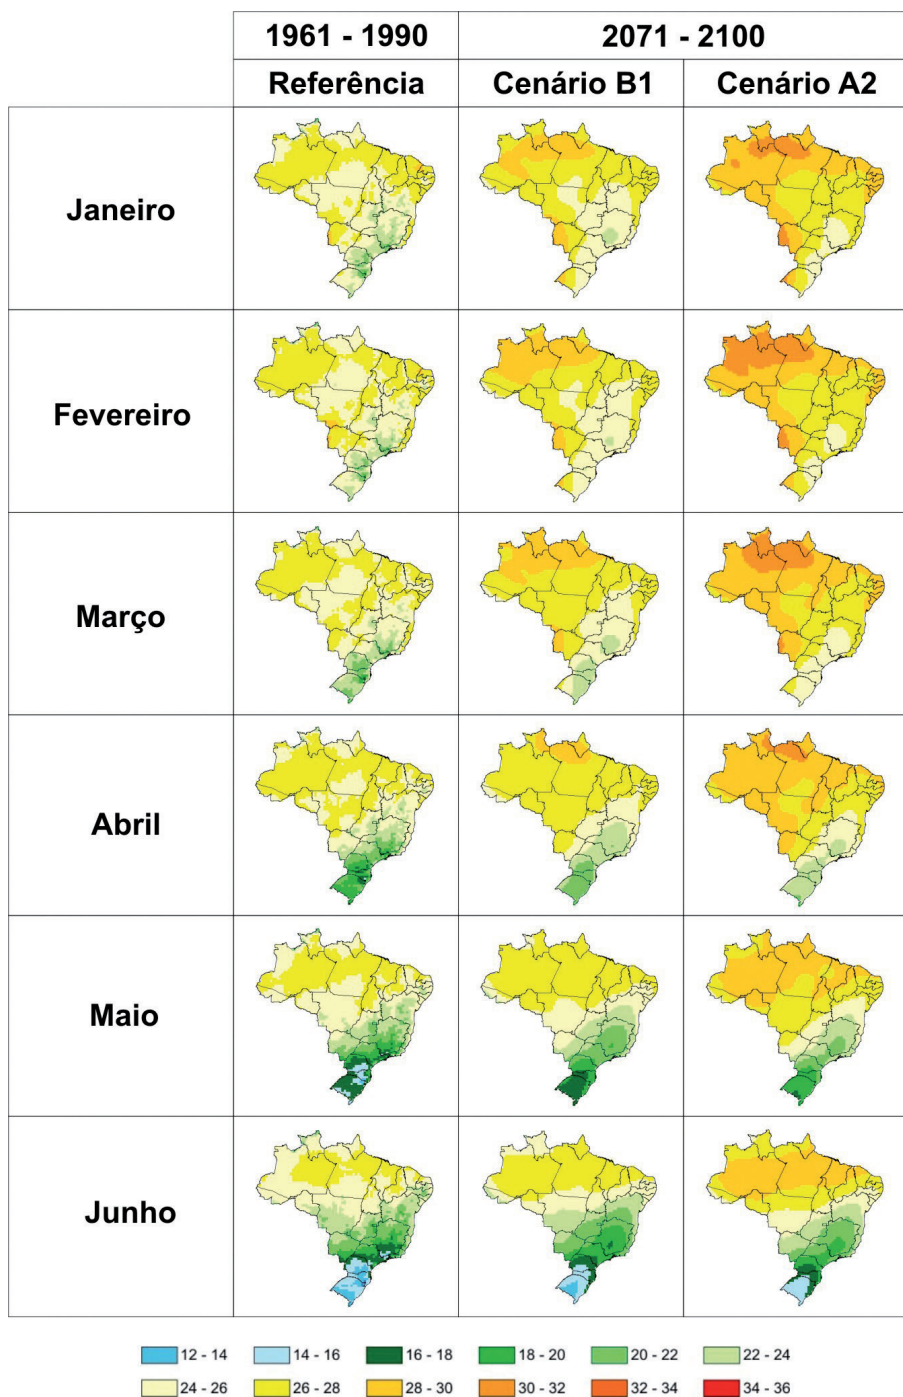 1961 - 1990 2071 - 2100
Referência Cenário B1 Cenário A2
Janeiro
Fevereiro
Março
Abril
Maio
Junho
12 - 14 14 - 16 16 - 18 18 - 20 20 - 22 22 - 24
24 - 26 26 - 28 28 - 30 30 - 32 32 - 34 34 - 36